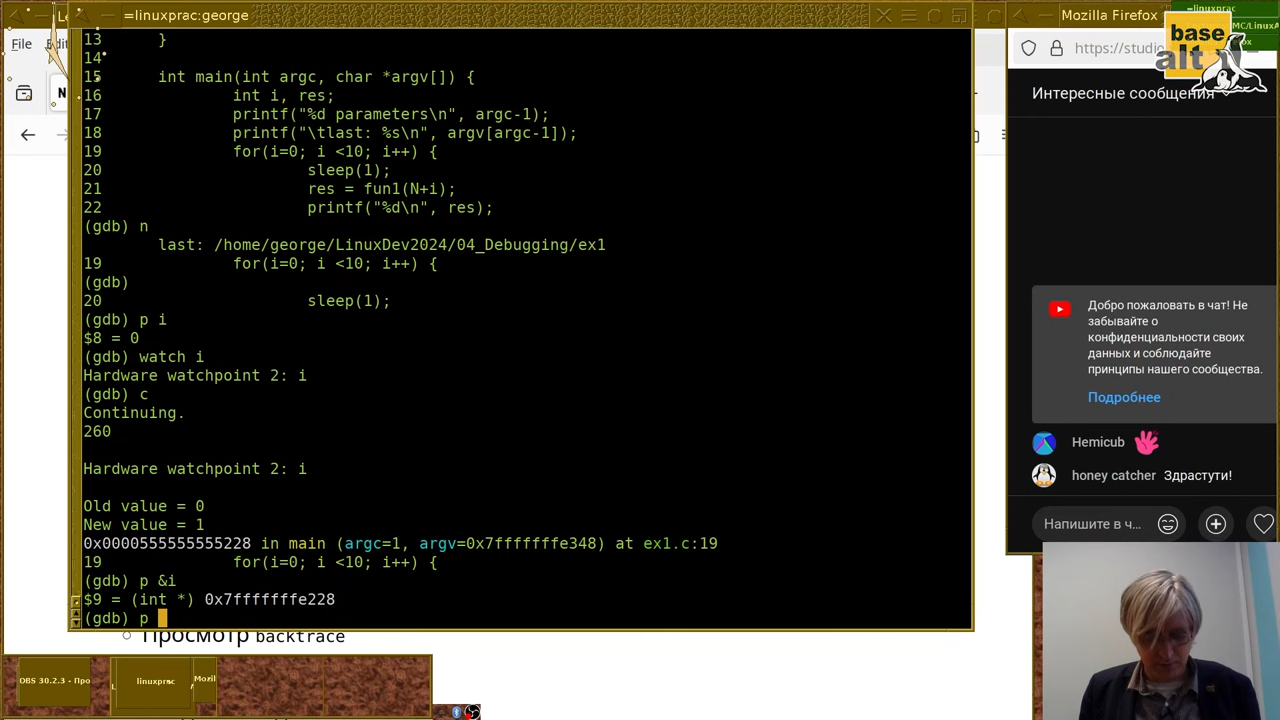 =linuxprac:george
File
Edit
13 }
14
15 int main(int argc, char *argv[]) {
16 int i, res;
17 printf("%d parameters\n", argc-1);
18 printf("\tlast: %s\n", argv[argc-1]);
19 for(i=0; i <10; i++) {
20 sleep(1);
21 res = fun1(N+i);
22 printf("%d\n", res);
(gdb) n
last: /home/george/LinuxDev2024/04_Debugging/ex1
19 for(i=0; i <10; i++) {
(gdb)
20 sleep(1);
(gdb) p i
$8 = 0
(gdb) watch i
Hardware watchpoint 2: i
(gdb) c
Continuing.
260
Hardware watchpoint 2: i
Old value = 0
New value = 1
0x0000555555555228 in main (argc=1, argv=0x7fffffffe348) at ex1.c:19
19 for(i=0; i <10; i++) {
(gdb) p &i
$9 = (int *) 0x7fffffffe228
(gdb) p
Просмотр backtrace
OBS 30.2.3 - Про
linuxprac
Mozil
Mozilla Firefox
=linuxprac
base
alt
https://studio
Интересные сообщения
Добро пожаловать в чат! Не
забывайте о
конфиденциальности своих
данных и соблюдайте
принципы нашего сообщества.
Подробнее
Hemicub
honey catcher Здрастути!
Напишите в ч...